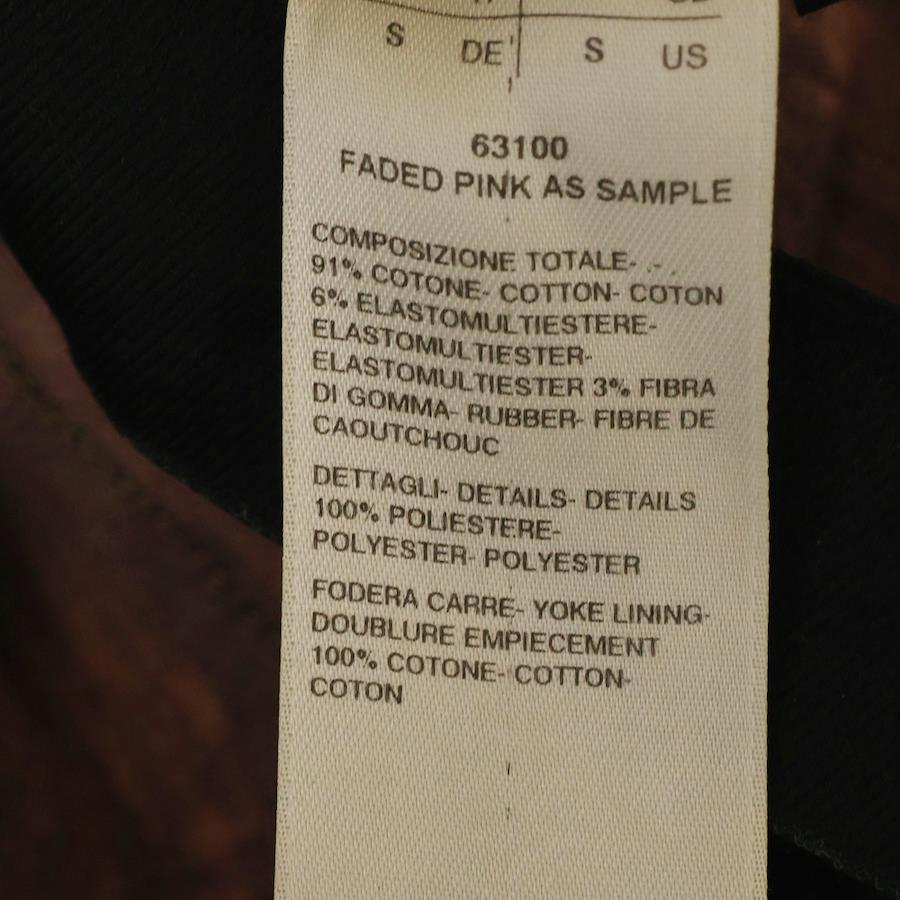 S DE S US
63100
FADED PINK AS SAMPLE
COMPOSIZIONE TOTALE- .- .
91% COTONE- COTTON- COTON
6% ELASTOMULTIESTERE-
ELASTOMULTIESTER-
ELASTOMULTIESTER 3% FIBRA
DI GOMMA- RUBBER- FIBRE DE
CAOUTCHOUC
DETTAGLI- DETAILS- DETAILS
100% POLIESTERE-
POLYESTER- POLYESTER
FODERA CARRE- YOKE LINING-
DOUBLURE EMPIECEMENT
100% COTONE- COTTON-
COTON